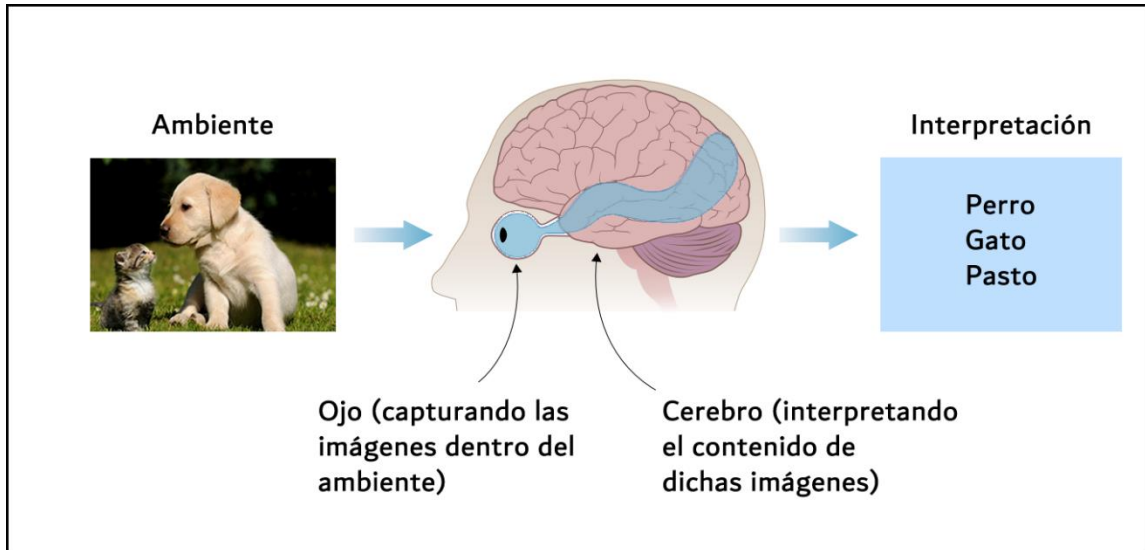 Ambiente
Interpretación
Perro
Gato
Pasto
Ojo (capturando las
imágenes dentro del
ambiente)
Cerebro (interpretando
el contenido de
dichas imágenes)